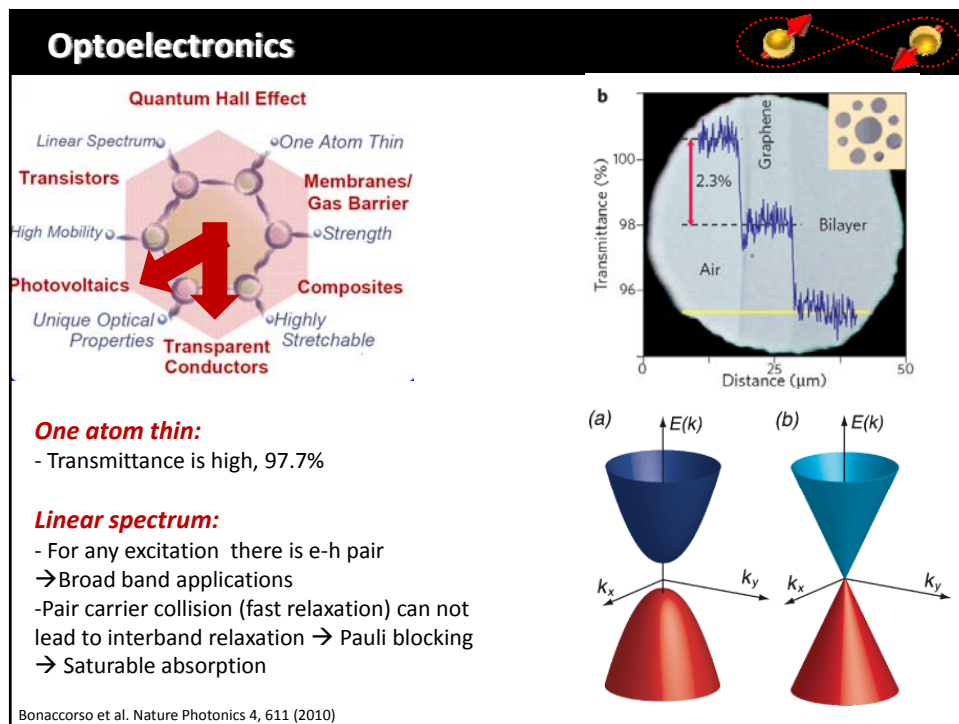 Optoelectronics
Quantum Hall Effect
Linear Spectrum
One Atom Thin
Transistors
Membranes/
Gas Barrier
High Mobility
Strength
Photovoltaics
Composites
Unique Optical
Properties
Highly
Stretchable
Transparent
Conductors
b
Transmittance (%)
100
98
96
2.3%
Graphene
Air
Bilayer
0
25
50
Distance (μm)
One atom thin:
- Transmittance is high, 97.7%
Linear spectrum:
- For any excitation there is e-h pair
→Broad band applications
-Pair carrier collision (fast relaxation) can not
lead to interband relaxation → Pauli blocking
→ Saturable absorption
(a)
E(k)
kx
ky
(b)
E(k)
kx
ky
Bonaccorso et al. Nature Photonics 4, 611 (2010)